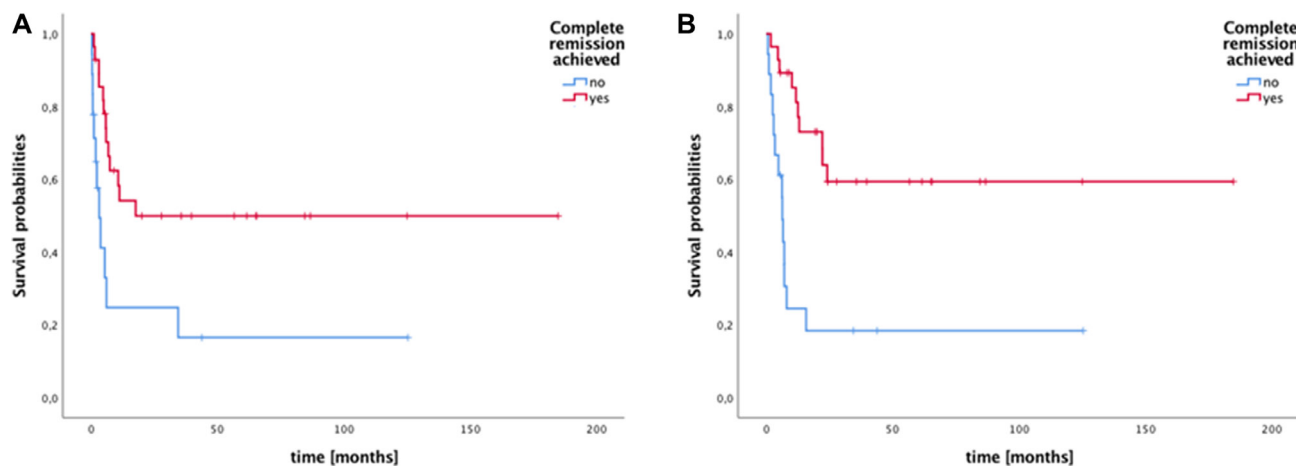 A
Complete
remission
achieved
no
yes
1,0
0,8
0,6
0,4
0,2
0,0
Survival probabilities
0 50 100 150 200
time [months]
B
Complete
remission
achieved
no
yes
1,0
0,8
0,6
0,4
0,2
0,0
Survival probabilities
0 50 100 150 200
time [months]